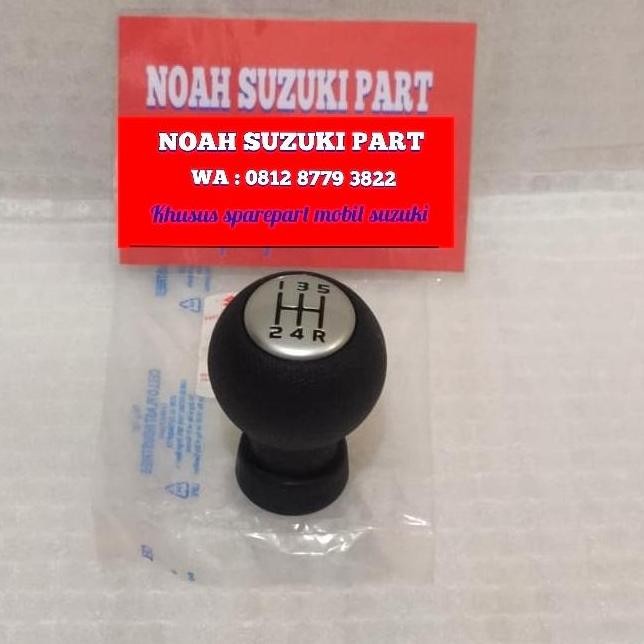 NOAH SUZUKI PART
NOAH SUZUKI PART
WA : 0812 8779 3822
Khusus sparepart mobil suzuki
1 3 5
2 4 R